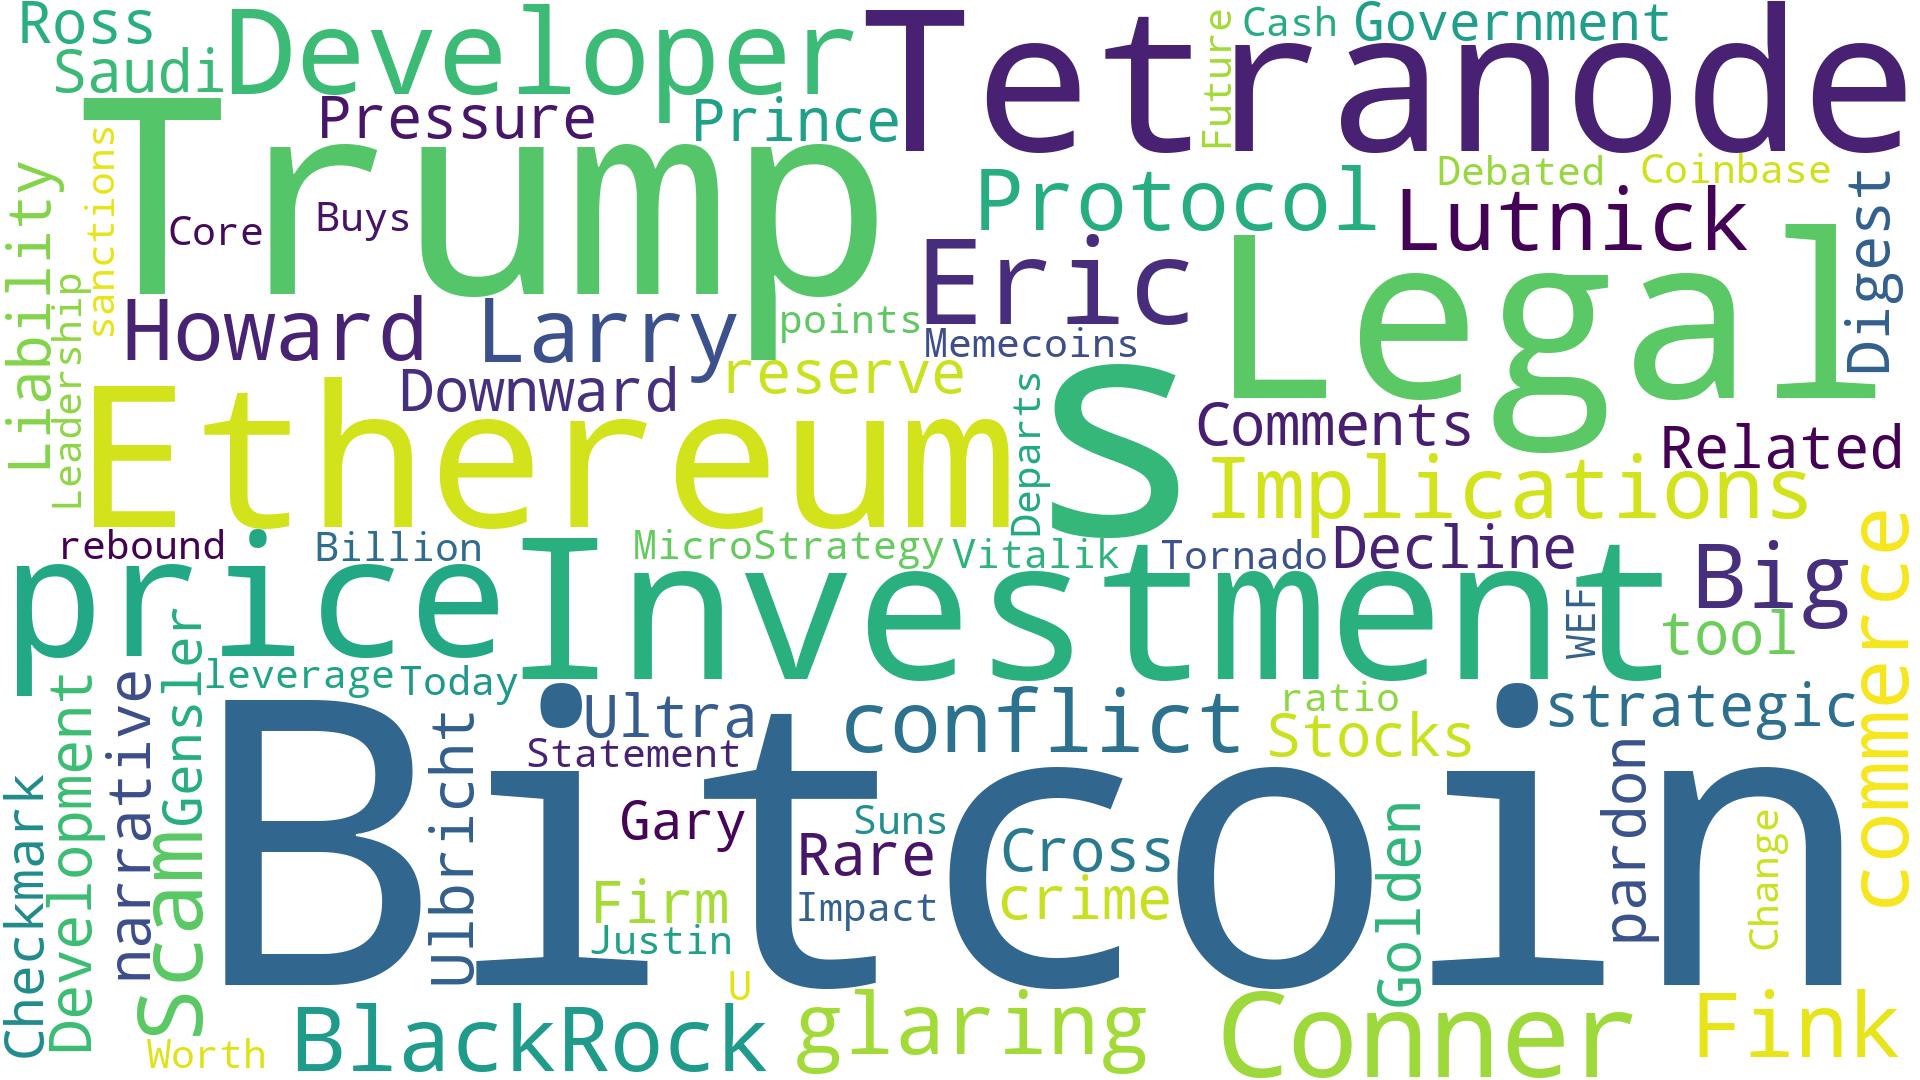 Ross
Saudi
Developer
Tetranode
Future
Cash
Government
Pressure
Prince
Trump
Core
Buys
sanctions
Liability
Leadership
Protocol
Debated
Coinbase
Lutnick
Digest
Eric
Legal
Howard
Larry
points
Memecoins
Downward
reserve
Departs
s
Comments
Related
Ethereum
Implications
rebound
Billion
MicroStrategy
Vitalik
Tornado
Decline
Big
commerce
price
Investment
WEF
tool
leverage
Today
Gensler
narrative
Development
Checkmark
Scam
Ultra
conflict
ratio
Stocks
strategic
Ulbricht
Statement
Bitcoin
Gary
Suns
Rare
Cross
Golden
pardon
Change
Firm
Impact
crime
Justin
U
Worth
BlackRock
glaring
Conner
Fink